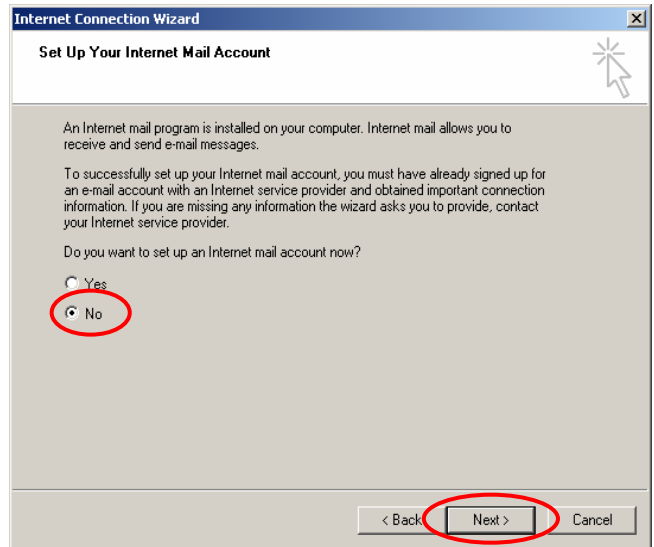 Internet Connection Wizard
Set Up Your Internet Mail Account
An Internet mail program is installed on your computer. Internet mail allows you to
receive and send e-mail messages.
To successfully set up your Internet mail account, you must have already signed up for
an e-mail account with an Internet service provider and obtained important connection
information. If you are missing any information the wizard asks you to provide, contact
your Internet service provider.
Do you want to set up an Internet mail account now?
Yes
No
< Back Next > Cancel